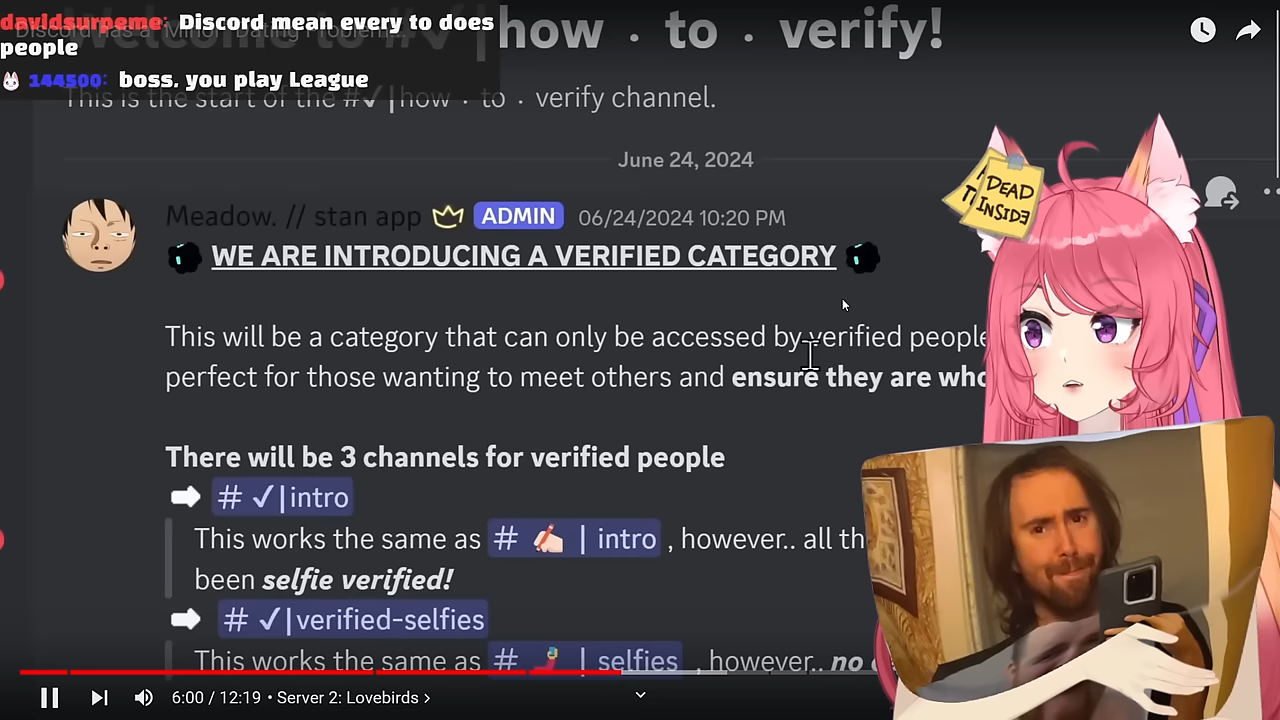 davidsurpeme: Discord mean every to does
people
144500: boss. you play League
Welcome to #✓|how · to · verify!
This is the start of the #✓|how · to · verify channel.
June 24, 2024
Meadow. // stan app ADMIN 06/24/2024 10:20 PM
WE ARE INTRODUCING A VERIFIED CATEGORY
This will be a category that can only be accessed by verified people
perfect for those wanting to meet others and ensure they are who
There will be 3 channels for verified people
# ✓|intro
This works the same as # ✍🏻 | intro , however.. all th
been selfie verified!
# ✓|verified-selfies
This works the same as # 🤳 | selfies , however.. no
DEAD
INSIDE
6:00 / 12:19 • Server 2: Lovebirds ›